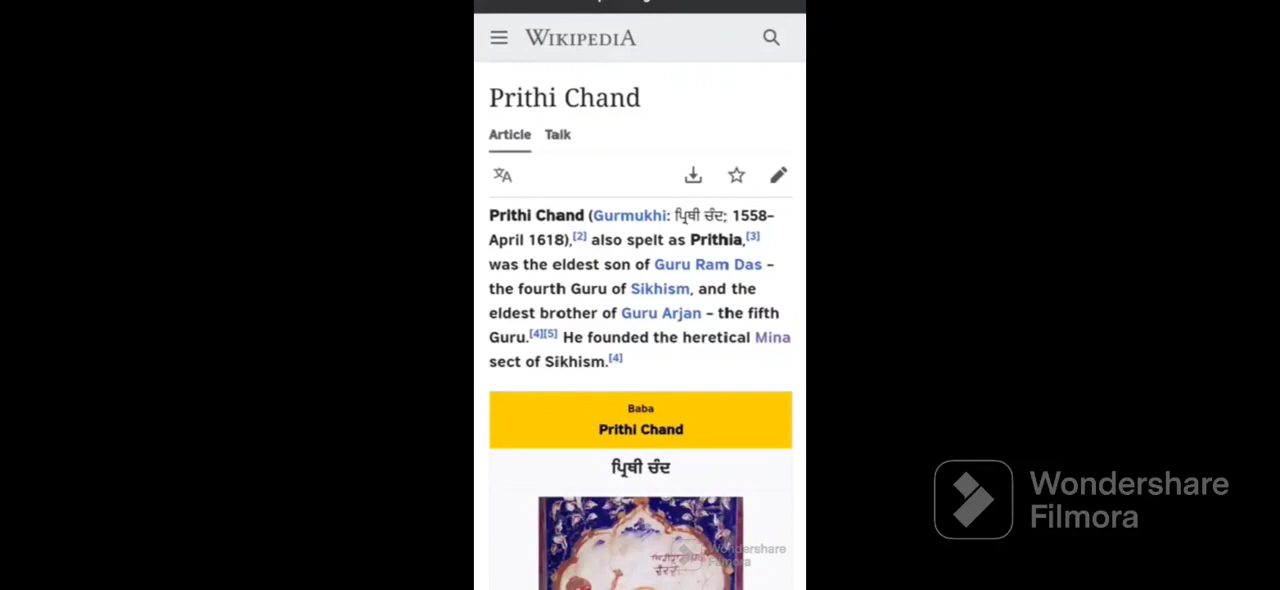 WIKIPEDIA
Prithi Chand
Article Talk
Prithi Chand (Gurmukhi: ਪ੍ਰਿਥੀ ਚੰਦ; 1558–
April 1618),[2] also spelt as Prithia,[3]
was the eldest son of Guru Ram Das –
the fourth Guru of Sikhism, and the
eldest brother of Guru Arjan – the fifth
Guru.[4][5] He founded the heretical Mina
sect of Sikhism.[4]
Baba
Prithi Chand
ਪ੍ਰਿਥੀ ਚੰਦ
Wondershare
Filmora
Wondershare
Filmora